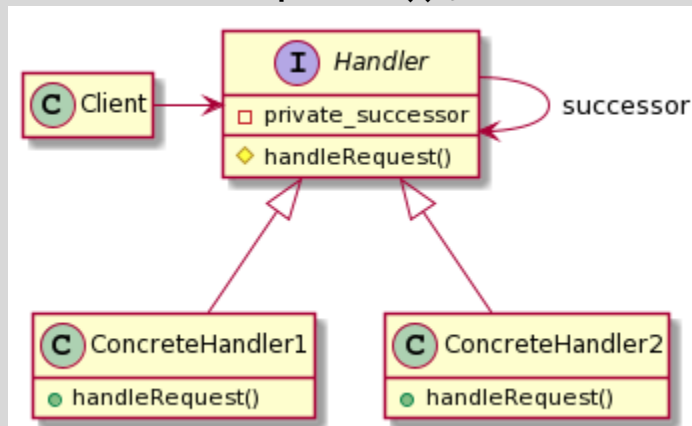 I Handler
C Client
private_successor
successor
handleRequest()
C ConcreteHandler1
handleRequest()
C ConcreteHandler2
handleRequest()